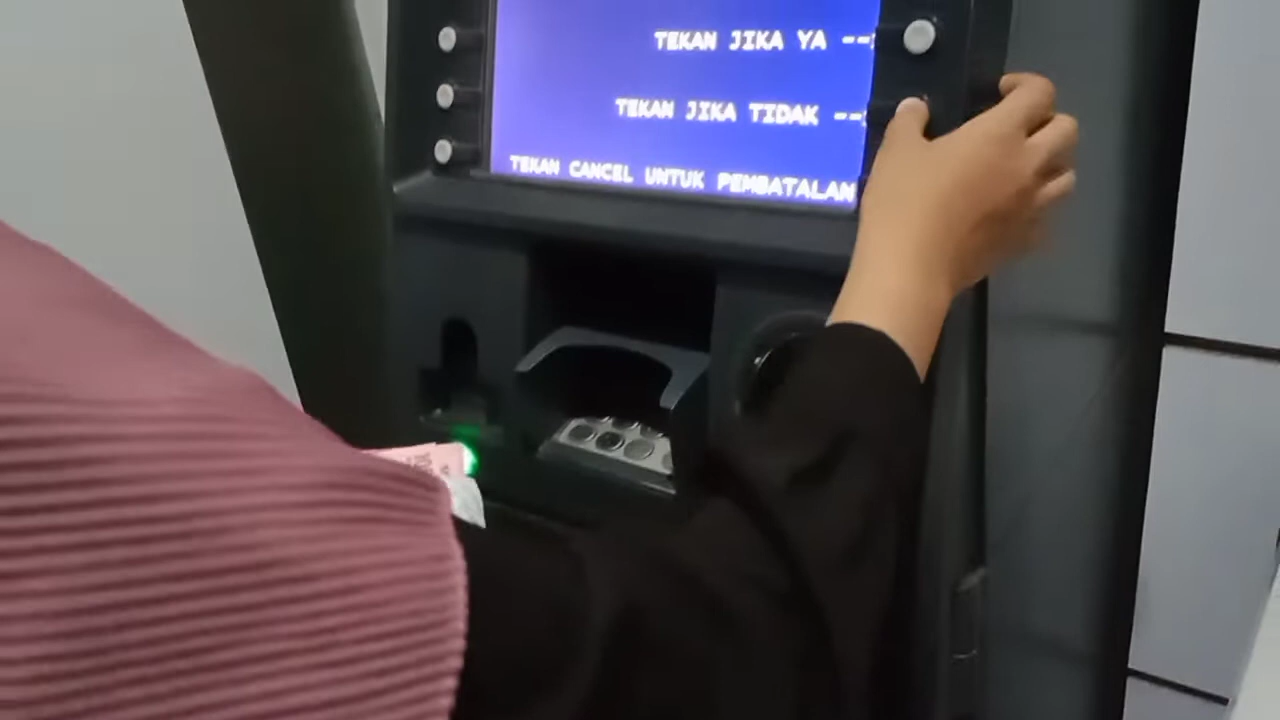 TEKAN JIKA YA --
TEKAN JIKA TIDAK --
TEKAN CANCEL UNTUK PEMBATALAN